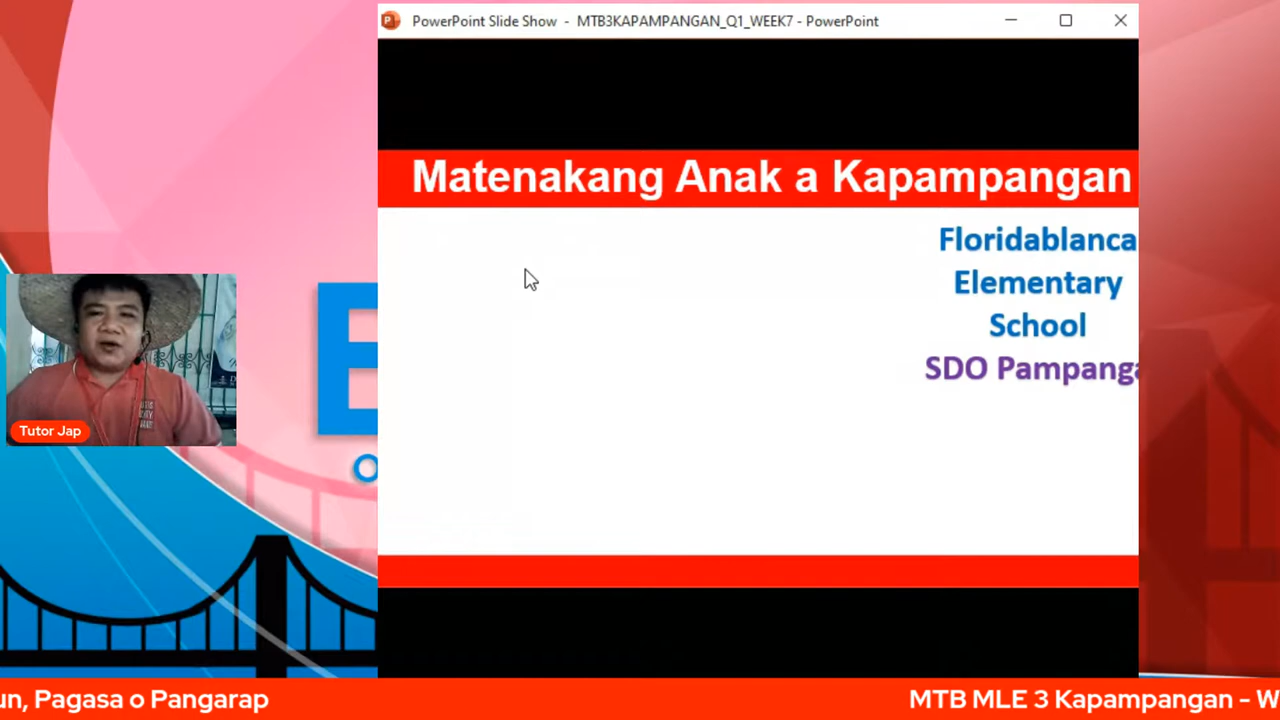 PowerPoint Slide Show - MTB3KAPAMPANGAN_Q1_WEEK7 - PowerPoint
Matenakang Anak a Kapampangan
Floridablanca
Elementary
School
SDO Pampanga
Tutor Jap
un, Pagasa o Pangarap
MTB MLE 3 Kapampangan - W